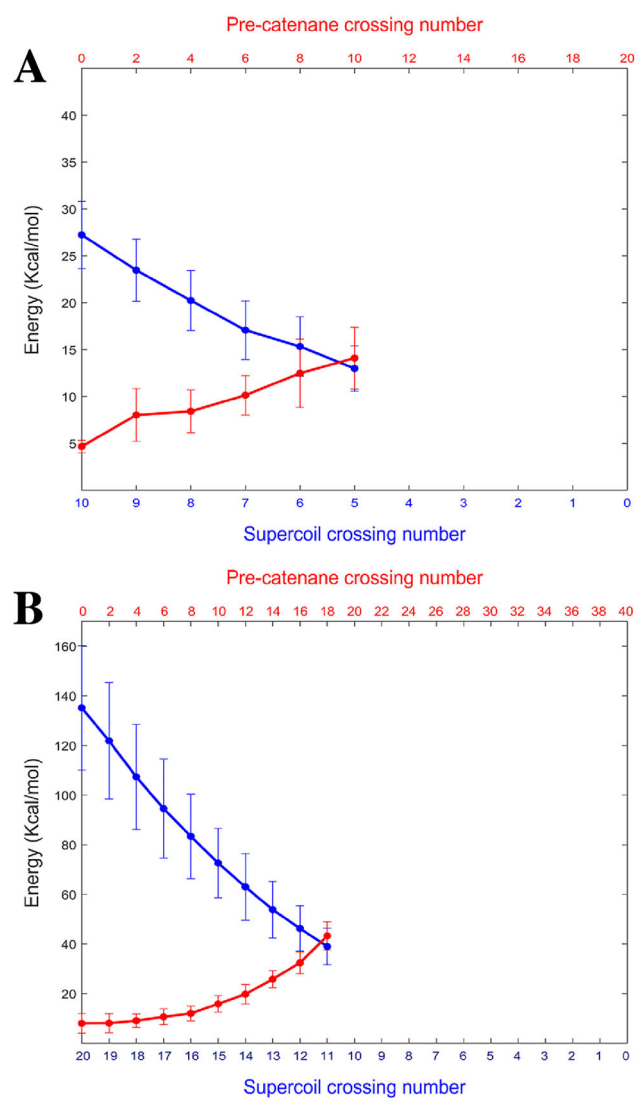 Pre-catenane crossing number
A
0 2 4 6 8 10 12 14 16 18 20
40
35
30
25
20
15
10
5
Energy (Kcal/mol)
10 9 8 7 6 5 4 3 2 1 0
Supercoil crossing number
Pre-catenane crossing number
B
0 2 4 6 8 10 12 14 16 18 20 22 24 26 28 30 32 34 36 38 40
160
140
120
100
80
60
40
20
Energy (Kcal/mol)
20 19 18 17 16 15 14 13 12 11 10 9 8 7 6 5 4 3 2 1 0
Supercoil crossing number